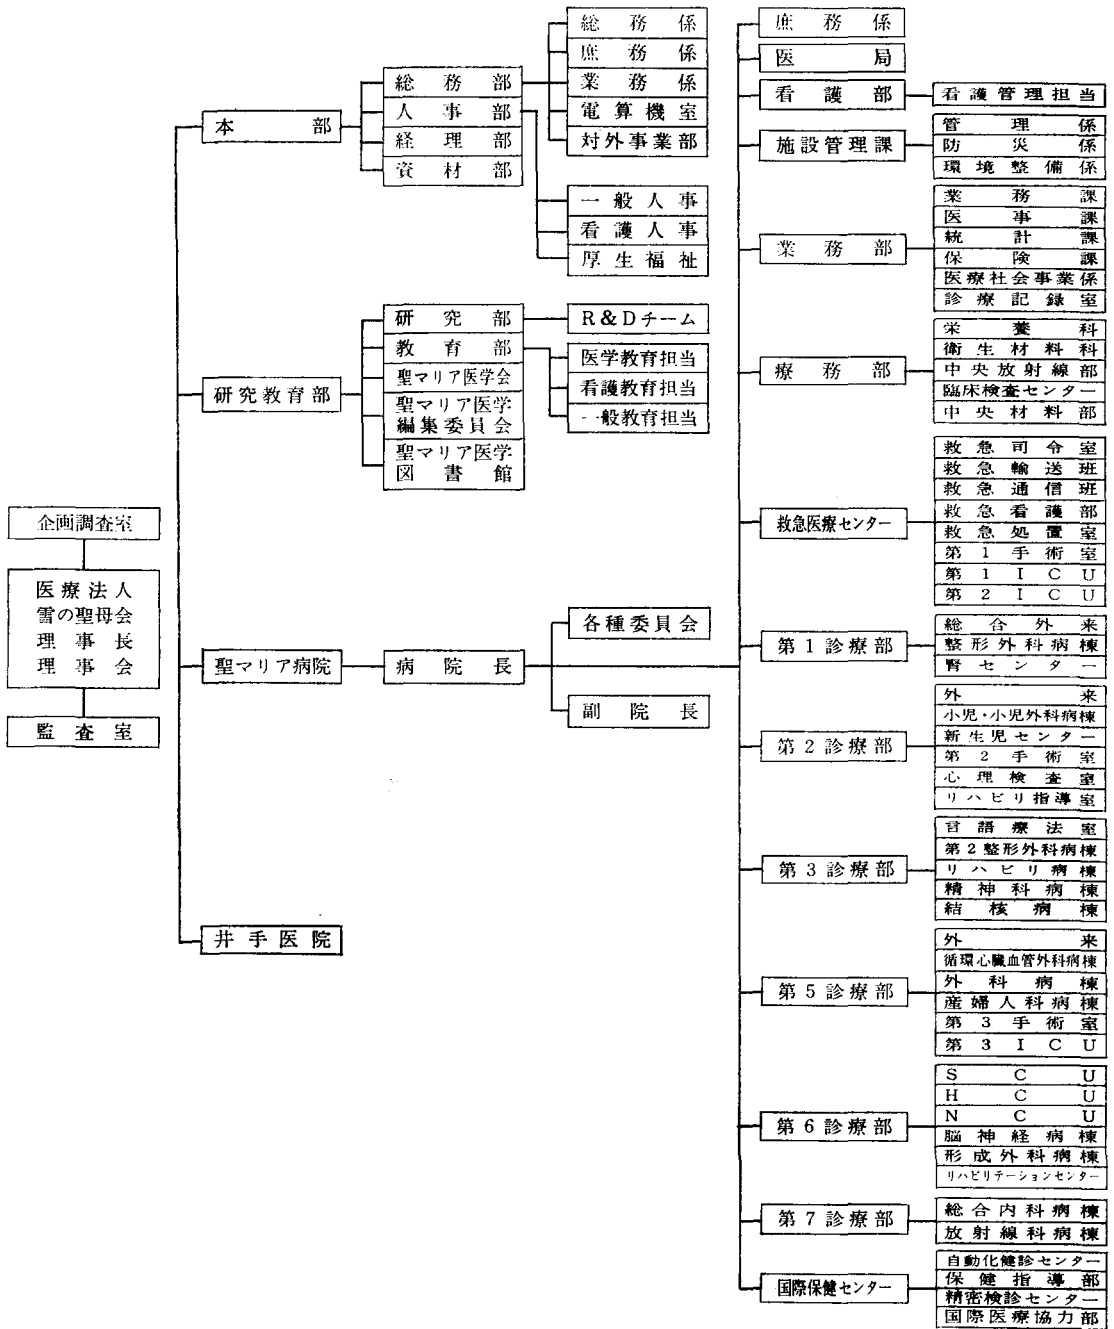 企画調査室
医療法人
雪の聖母会
理事長
理事会
監査室
本部
総務部
人事部
経理部
資材部
総務係
庶務係
業務係
電算機室
対外事業部
一般人事
看護人事
厚生福祉
研究教育部
研究部
教育部
聖マリア医学会
聖マリア医学
編集委員会
聖マリア医学
図書館
R&Dチーム
医学教育担当
看護教育担当
一般教育担当
聖マリア病院
病院長
各種委員会
副院長
井手医院
庶務係
医局
看護部
看護管理担当
施設管理課
管理係
防災係
環境整備係
業務部
業務課
医事課
統計課
保険課
医療社会事業係
診療記録室
療務部
栄養科
衛生材料科
中央放射線部
臨床検査センター
中央材料部
救急医療センター
救急司令室
救急輸送班
救急通信班
救急看護部
救急処置室
第1手術室
第1ICU
第2ICU
第1診療部
総合外来
整形外科病棟
腎センター
第2診療部
外来
小児・小児外科病棟
新生児センター
第2手術室
心理検査室
リハビリ指導室
第3診療部
言語療法室
第2整形外科病棟
リハビリ病棟
精神科病棟
結核病棟
第5診療部
外来
循環心臓血管外科病棟
外科病棟
産婦人科病棟
第3手術室
第3ICU
第6診療部
SCU
HCU
NCU
脳神経病棟
形成外科病棟
リハビリテーションセンター
第7診療部
総合内科病棟
放射線科病棟
国際保健センター
自動化健診センター
保健指導部
精密検診センター
国際医療協力部